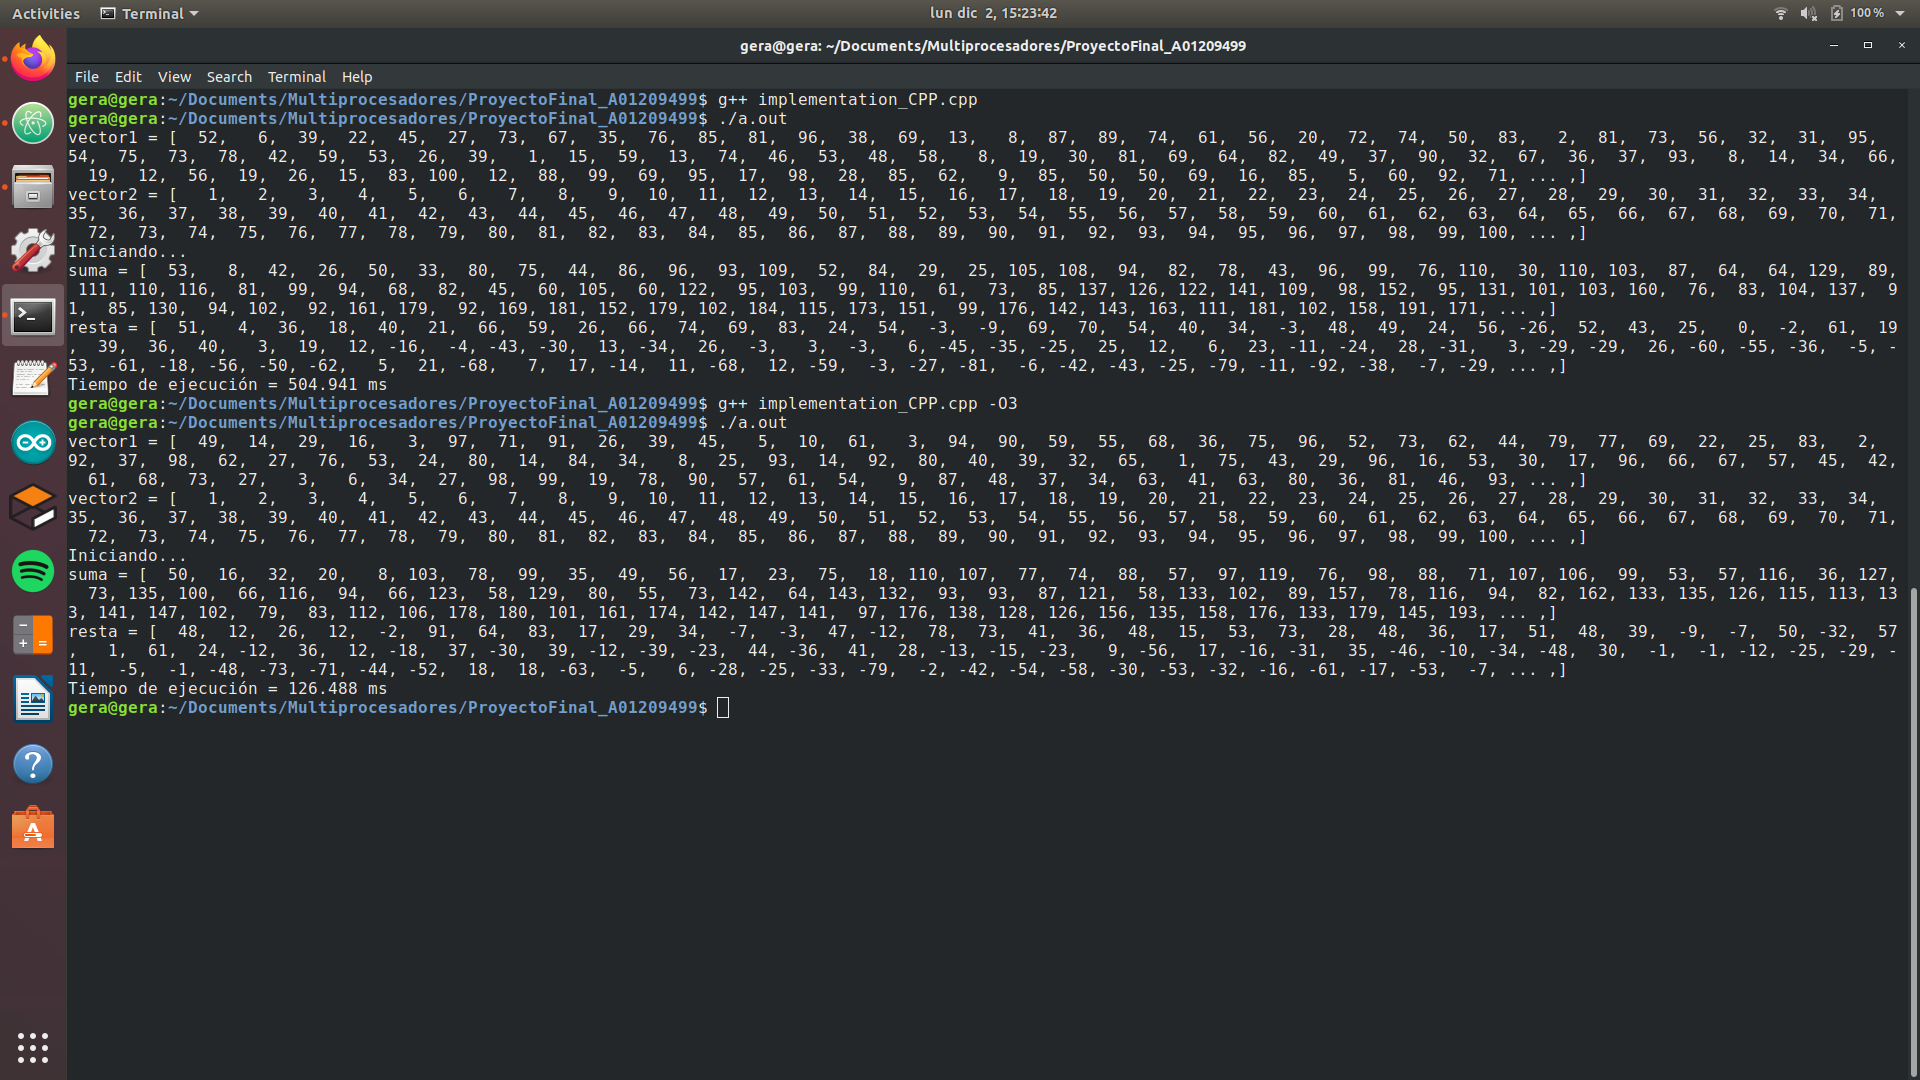 Activities Terminal lun dic 2, 15:23:42 100 %
gera@gera: ~/Documents/Multiprocesadores/ProyectoFinal_A01209499
File Edit View Search Terminal Help
gera@gera:~/Documents/Multiprocesadores/ProyectoFinal_A01209499$ g++ implementation_CPP.cpp
gera@gera:~/Documents/Multiprocesadores/ProyectoFinal_A01209499$ ./a.out
vector1 = [  52,   6,  39,  22,  45,  27,  73,  67,  35,  76,  85,  81,  96,  38,  69,  13,   8,  87,  89,  74,  61,  56,  20,  72,  74,  50,  83,   2,  81,  73,  56,  32,  31,  95,
54,  75,  73,  78,  42,  59,  53,  26,  39,   1,  15,  59,  13,  74,  46,  53,  48,  58,   8,  19,  30,  81,  69,  64,  82,  49,  37,  90,  32,  67,  36,  37,  93,   8,  14,  34,  66,
  19,  12,  56,  19,  26,  15,  83, 100,  12,  88,  99,  69,  95,  17,  98,  28,  85,  62,   9,  85,  50,  50,  69,  16,  85,   5,  60,  92,  71, ... ,]
vector2 = [   1,   2,   3,   4,   5,   6,   7,   8,   9,  10,  11,  12,  13,  14,  15,  16,  17,  18,  19,  20,  21,  22,  23,  24,  25,  26,  27,  28,  29,  30,  31,  32,  33,  34,
35,  36,  37,  38,  39,  40,  41,  42,  43,  44,  45,  46,  47,  48,  49,  50,  51,  52,  53,  54,  55,  56,  57,  58,  59,  60,  61,  62,  63,  64,  65,  66,  67,  68,  69,  70,  71,
  72,  73,  74,  75,  76,  77,  78,  79,  80,  81,  82,  83,  84,  85,  86,  87,  88,  89,  90,  91,  92,  93,  94,  95,  96,  97,  98,  99, 100, ... ,]
Iniciando...
suma = [  53,   8,  42,  26,  50,  33,  80,  75,  44,  86,  96,  93, 109,  52,  84,  29,  25, 105, 108,  94,  82,  78,  43,  96,  99,  76, 110,  30, 110, 103,  87,  64,  64, 129,  89,
 111, 110, 116,  81,  99,  94,  68,  82,  45,  60, 105,  60, 122,  95, 103,  99, 110,  61,  73,  85, 137, 126, 122, 141, 109,  98, 152,  95, 131, 101, 103, 160,  76,  83, 104, 137,  9
1,  85, 130,  94, 102,  92, 161, 179,  92, 169, 181, 152, 179, 102, 184, 115, 173, 151,  99, 176, 142, 143, 163, 111, 181, 102, 158, 191, 171, ... ,]
resta = [  51,   4,  36,  18,  40,  21,  66,  59,  26,  66,  74,  69,  83,  24,  54,  -3,  -9,  69,  70,  54,  40,  34,  -3,  48,  49,  24,  56, -26,  52,  43,  25,   0,  -2,  61,  19
,  39,  36,  40,   3,  19,  12, -16,  -4, -43, -30,  13, -34,  26,  -3,   3,  -3,   6, -45, -35, -25,  25,  12,   6,  23, -11, -24,  28, -31,   3, -29, -29,  26, -60, -55, -36,  -5, -
53, -61, -18, -56, -50, -62,   5,  21, -68,   7,  17, -14,  11, -68,  12, -59,  -3, -27, -81,  -6, -42, -43, -25, -79, -11, -92, -38,  -7, -29, ... ,]
Tiempo de ejecución = 504.941 ms
gera@gera:~/Documents/Multiprocesadores/ProyectoFinal_A01209499$ g++ implementation_CPP.cpp -O3
gera@gera:~/Documents/Multiprocesadores/ProyectoFinal_A01209499$ ./a.out
vector1 = [  49,  14,  29,  16,   3,  97,  71,  91,  26,  39,  45,   5,  10,  61,   3,  94,  90,  59,  55,  68,  36,  75,  96,  52,  73,  62,  44,  79,  77,  69,  22,  25,  83,   2,
92,  37,  98,  62,  27,  76,  53,  24,  80,  14,  84,  34,   8,  25,  93,  14,  92,  80,  40,  39,  32,  65,   1,  75,  43,  29,  96,  16,  53,  30,  17,  96,  66,  67,  57,  45,  42,
  61,  68,  73,  27,   3,   6,  34,  27,  98,  99,  19,  78,  90,  57,  61,  54,   9,  87,  48,  37,  34,  63,  41,  63,  80,  36,  81,  46,  93, ... ,]
vector2 = [   1,   2,   3,   4,   5,   6,   7,   8,   9,  10,  11,  12,  13,  14,  15,  16,  17,  18,  19,  20,  21,  22,  23,  24,  25,  26,  27,  28,  29,  30,  31,  32,  33,  34,
35,  36,  37,  38,  39,  40,  41,  42,  43,  44,  45,  46,  47,  48,  49,  50,  51,  52,  53,  54,  55,  56,  57,  58,  59,  60,  61,  62,  63,  64,  65,  66,  67,  68,  69,  70,  71,
  72,  73,  74,  75,  76,  77,  78,  79,  80,  81,  82,  83,  84,  85,  86,  87,  88,  89,  90,  91,  92,  93,  94,  95,  96,  97,  98,  99, 100, ... ,]
Iniciando...
suma = [  50,  16,  32,  20,   8, 103,  78,  99,  35,  49,  56,  17,  23,  75,  18, 110, 107,  77,  74,  88,  57,  97, 119,  76,  98,  88,  71, 107, 106,  99,  53,  57, 116,  36, 127,
  73, 135, 100,  66, 116,  94,  66, 123,  58, 129,  80,  55,  73, 142,  64, 143, 132,  93,  93,  87, 121,  58, 133, 102,  89, 157,  78, 116,  94,  82, 162, 133, 135, 126, 115, 113, 13
3, 141, 147, 102,  79,  83, 112, 106, 178, 180, 101, 161, 174, 142, 147, 141,  97, 176, 138, 128, 126, 156, 135, 158, 176, 133, 179, 145, 193, ... ,]
resta = [  48,  12,  26,  12,  -2,  91,  64,  83,  17,  29,  34,  -7,  -3,  47, -12,  78,  73,  41,  36,  48,  15,  53,  73,  28,  48,  36,  17,  51,  48,  39,  -9,  -7,  50, -32,  57
,   1,  61,  24, -12,  36,  12, -18,  37, -30,  39, -12, -39, -23,  44, -36,  41,  28, -13, -15, -23,   9, -56,  17, -16, -31,  35, -46, -10, -34, -48,  30,  -1,  -1, -12, -25, -29, -
11,  -5,  -1, -48, -73, -71, -44, -52,  18,  18, -63,  -5,   6, -28, -25, -33, -79,  -2, -42, -54, -58, -30, -53, -32, -16, -61, -17, -53,  -7, ... ,]
Tiempo de ejecución = 126.488 ms
gera@gera:~/Documents/Multiprocesadores/ProyectoFinal_A01209499$